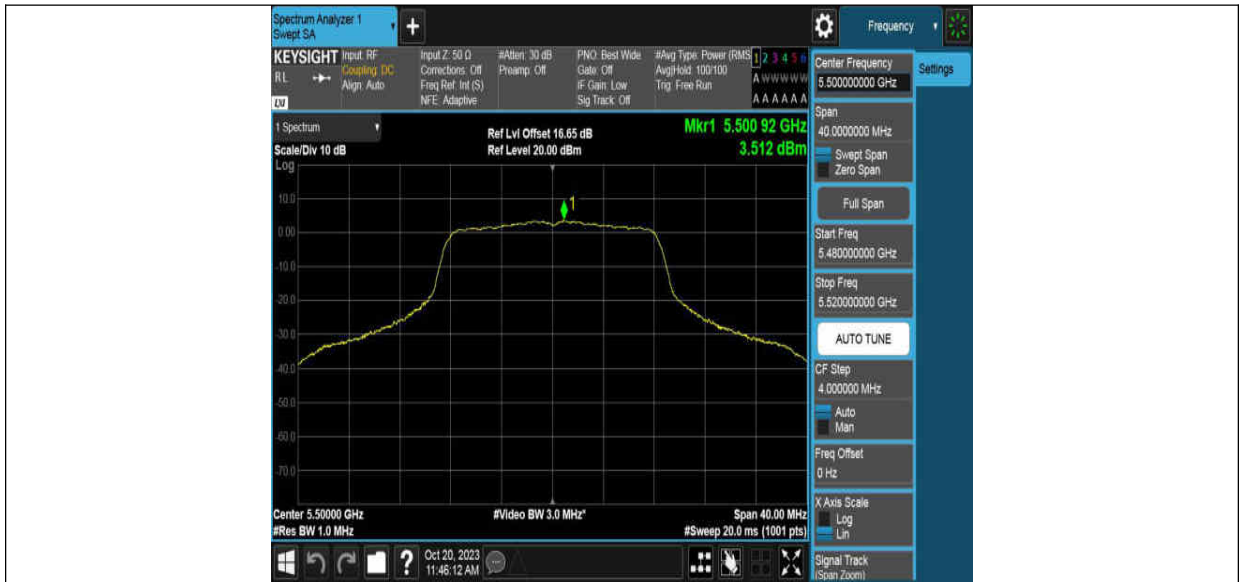 Spectrum Analyzer 1
Swept SA
+
Frequency
KEYSIGHT
RL
LXI
Input: RF
Coupling: DC
Align: Auto
Input Z: 50 Ω
Corrections: Off
Freq Ref: Int (S)
NFE: Adaptive
#Atten: 30 dB
Preamp: Off
PNO: Best Wide
Gate: Off
IF Gain: Low
Sig Track: Off
#Avg Type: Power (RMS
Avg|Hold: 100/100
Trig: Free Run
1 2 3 4 5 6
A W W W W W
A A A A A A
1 Spectrum
Scale/Div 10 dB
Log
Ref Lvl Offset 16.65 dB
Ref Level 20.00 dBm
Mkr1 5.500 92 GHz
3.512 dBm
1
10.0
0.00
-10.0
-20.0
-30.0
-40.0
-50.0
-60.0
-70.0
Center 5.50000 GHz
#Res BW 1.0 MHz
#Video BW 3.0 MHz*
Span 40.00 MHz
#Sweep 20.0 ms (1001 pts)
?
Oct 20, 2023
11:46:12 AM
Center Frequency
5.500000000 GHz
Settings
Span
40.0000000 MHz
Swept Span
Zero Span
Full Span
Start Freq
5.480000000 GHz
Stop Freq
5.520000000 GHz
AUTO TUNE
CF Step
4.000000 MHz
Auto
Man
Freq Offset
0 Hz
X Axis Scale
Log
Lin
Signal Track
(Span Zoom)